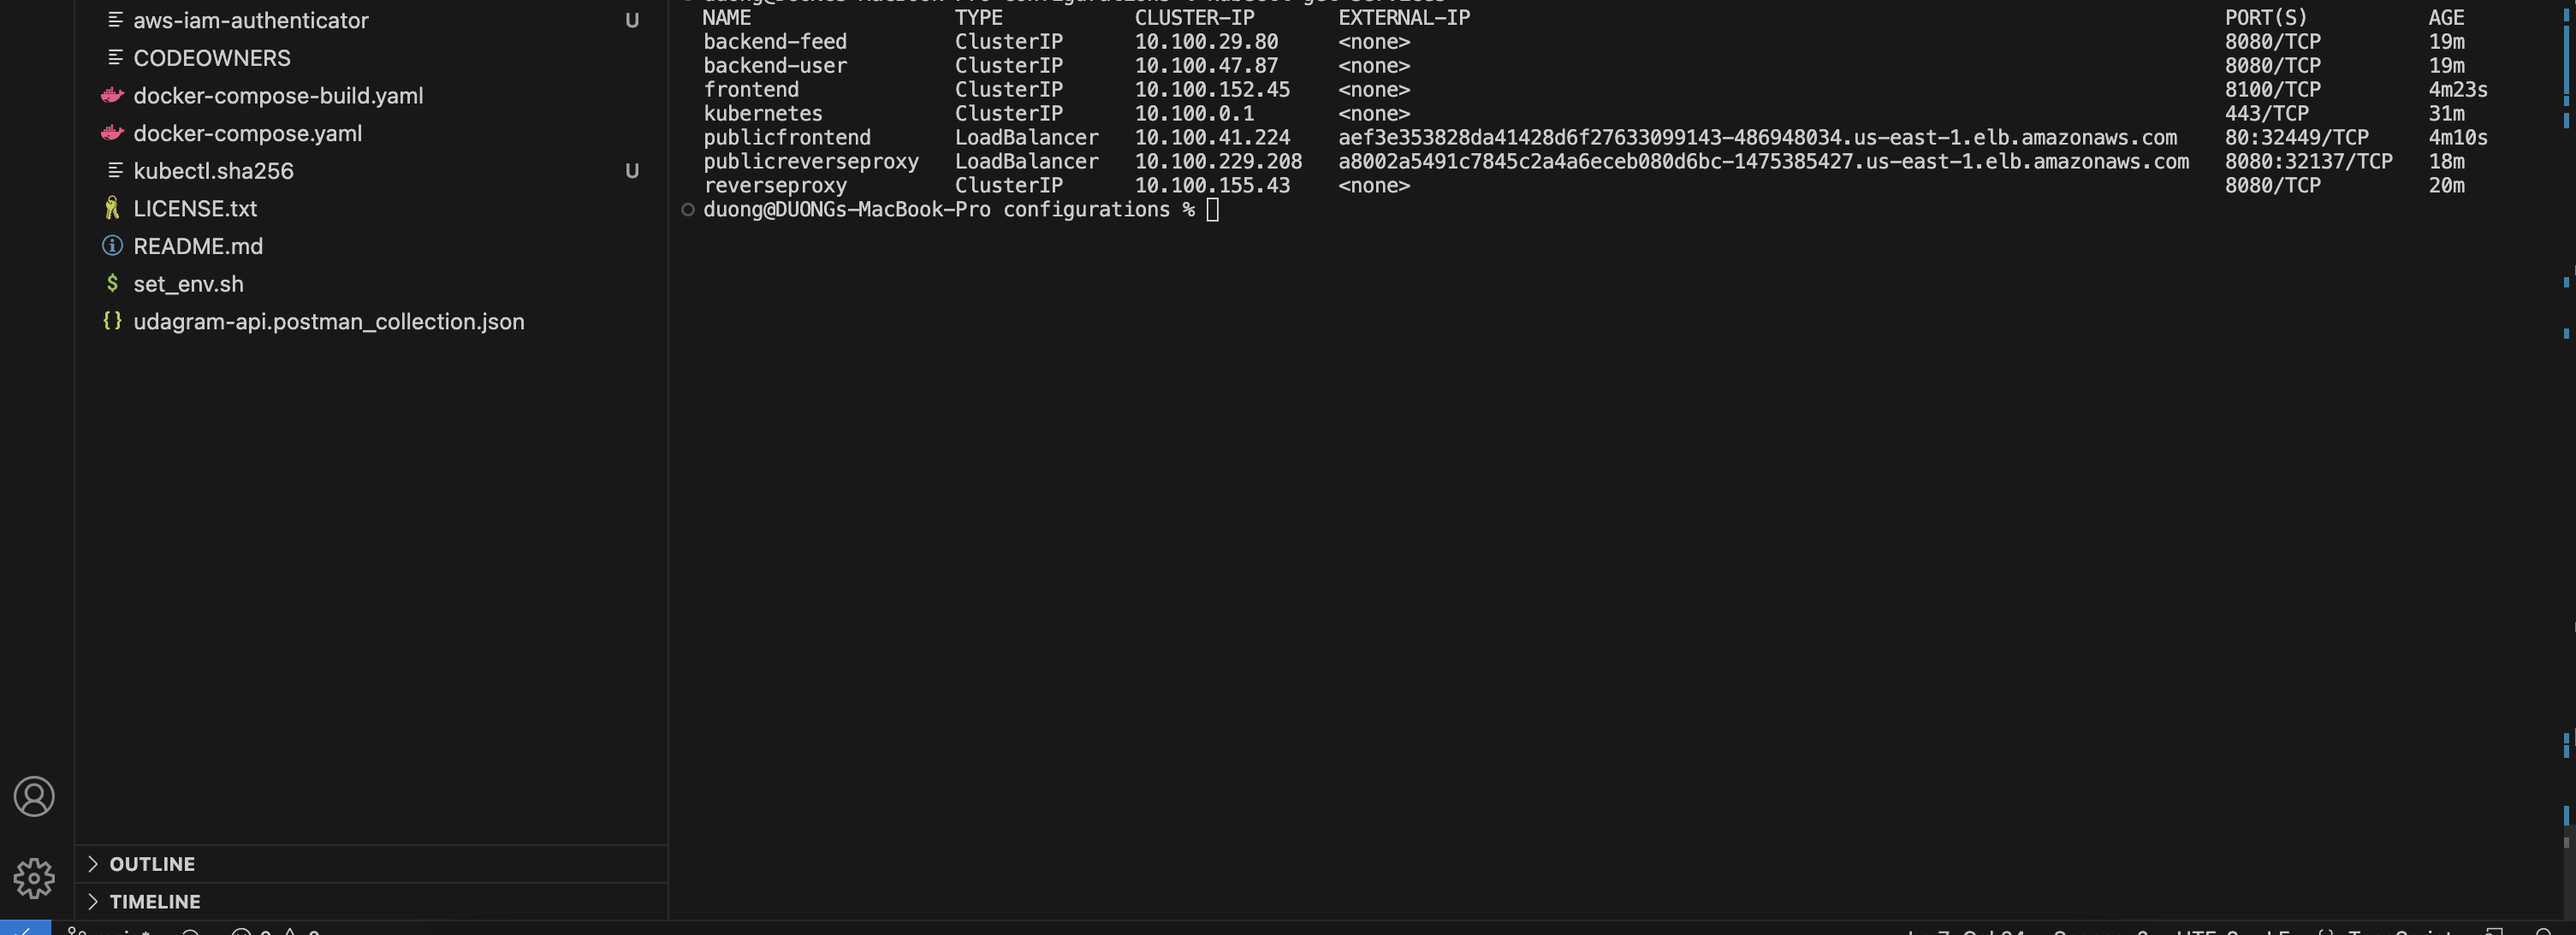 aws-iam-authenticator U
CODEOWNERS
docker-compose-build.yaml
docker-compose.yaml
kubectl.sha256 U
LICENSE.txt
README.md
set_env.sh
udagram-api.postman_collection.json
OUTLINE
TIMELINE
NAME TYPE CLUSTER-IP EXTERNAL-IP PORT(S) AGE
backend-feed ClusterIP 10.100.29.80 <none> 8080/TCP 19m
backend-user ClusterIP 10.100.47.87 <none> 8080/TCP 19m
frontend ClusterIP 10.100.152.45 <none> 8100/TCP 4m23s
kubernetes ClusterIP 10.100.0.1 <none> 443/TCP 31m
publicfrontend LoadBalancer 10.100.41.224 aef3e353828da41428d6f27633099143-486948034.us-east-1.elb.amazonaws.com 80:32449/TCP 4m10s
publicreverseproxy LoadBalancer 10.100.229.208 a8002a5491c7845c2a4a6eceb080d6bc-1475385427.us-east-1.elb.amazonaws.com 8080:32137/TCP 18m
reverseproxy ClusterIP 10.100.155.43 <none> 8080/TCP 20m
duong@DUONGs-MacBook-Pro configurations %